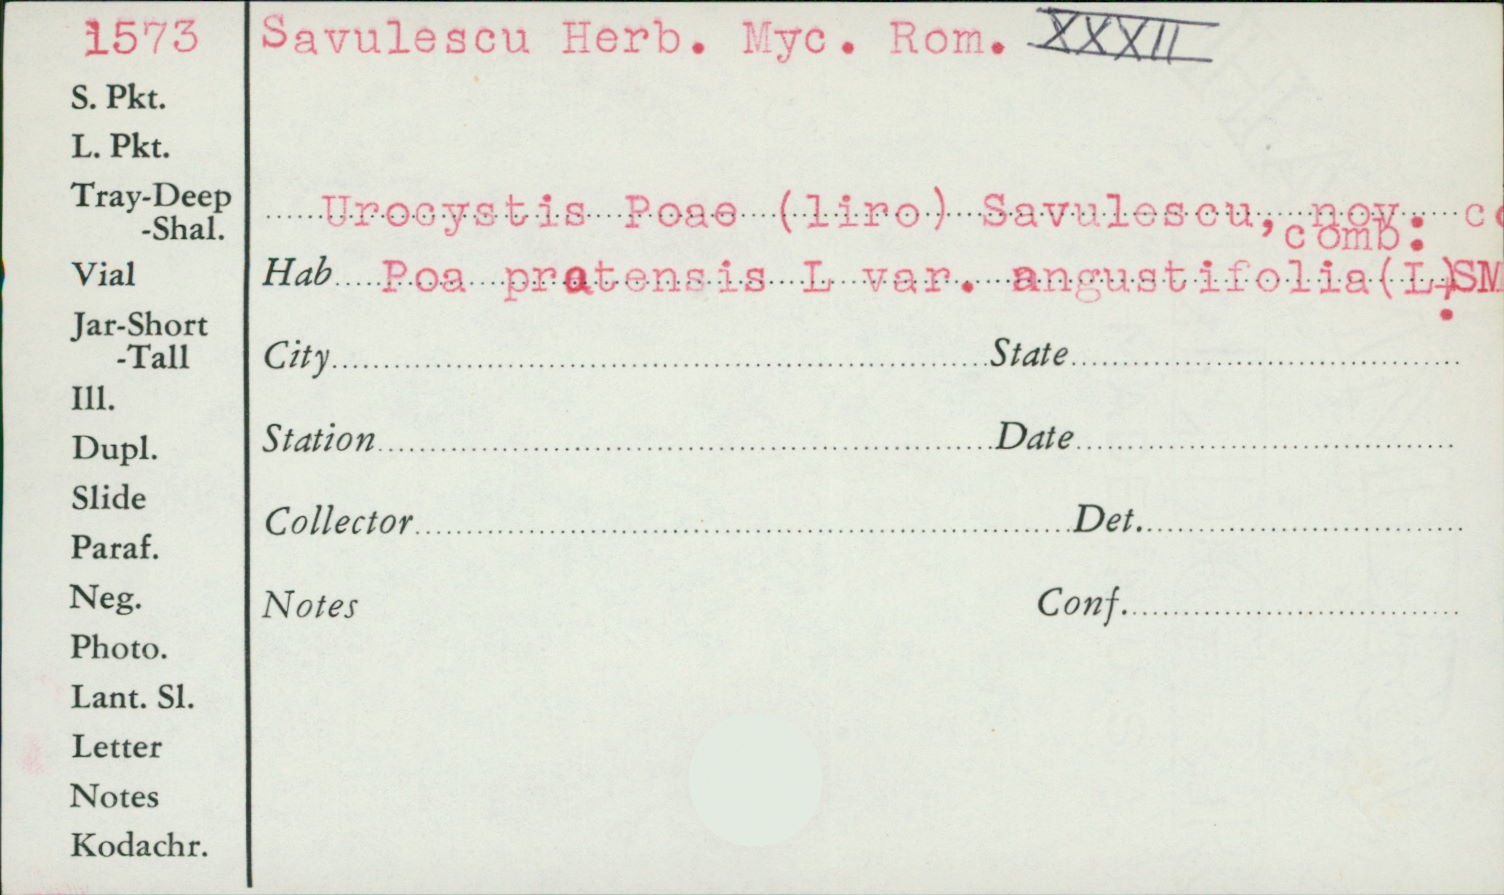 1573 Savulescu Herb. Myc. Rom. XXXII
S. Pkt.
L. Pkt.
Tray-Deep
-Shal.
Urocystis Poae (liro) Savulescu, nov. co
comb.
Vial
Hab Poa pratensis L var. angustifolia(L)SM
.
Jar-Short
-Tall
City State
Ill.
Dupl.
Station Date
Slide
Collector Det.
Paraf.
Neg.
Notes Conf.
Photo.
Lant. Sl.
Letter
Notes
Kodachr.